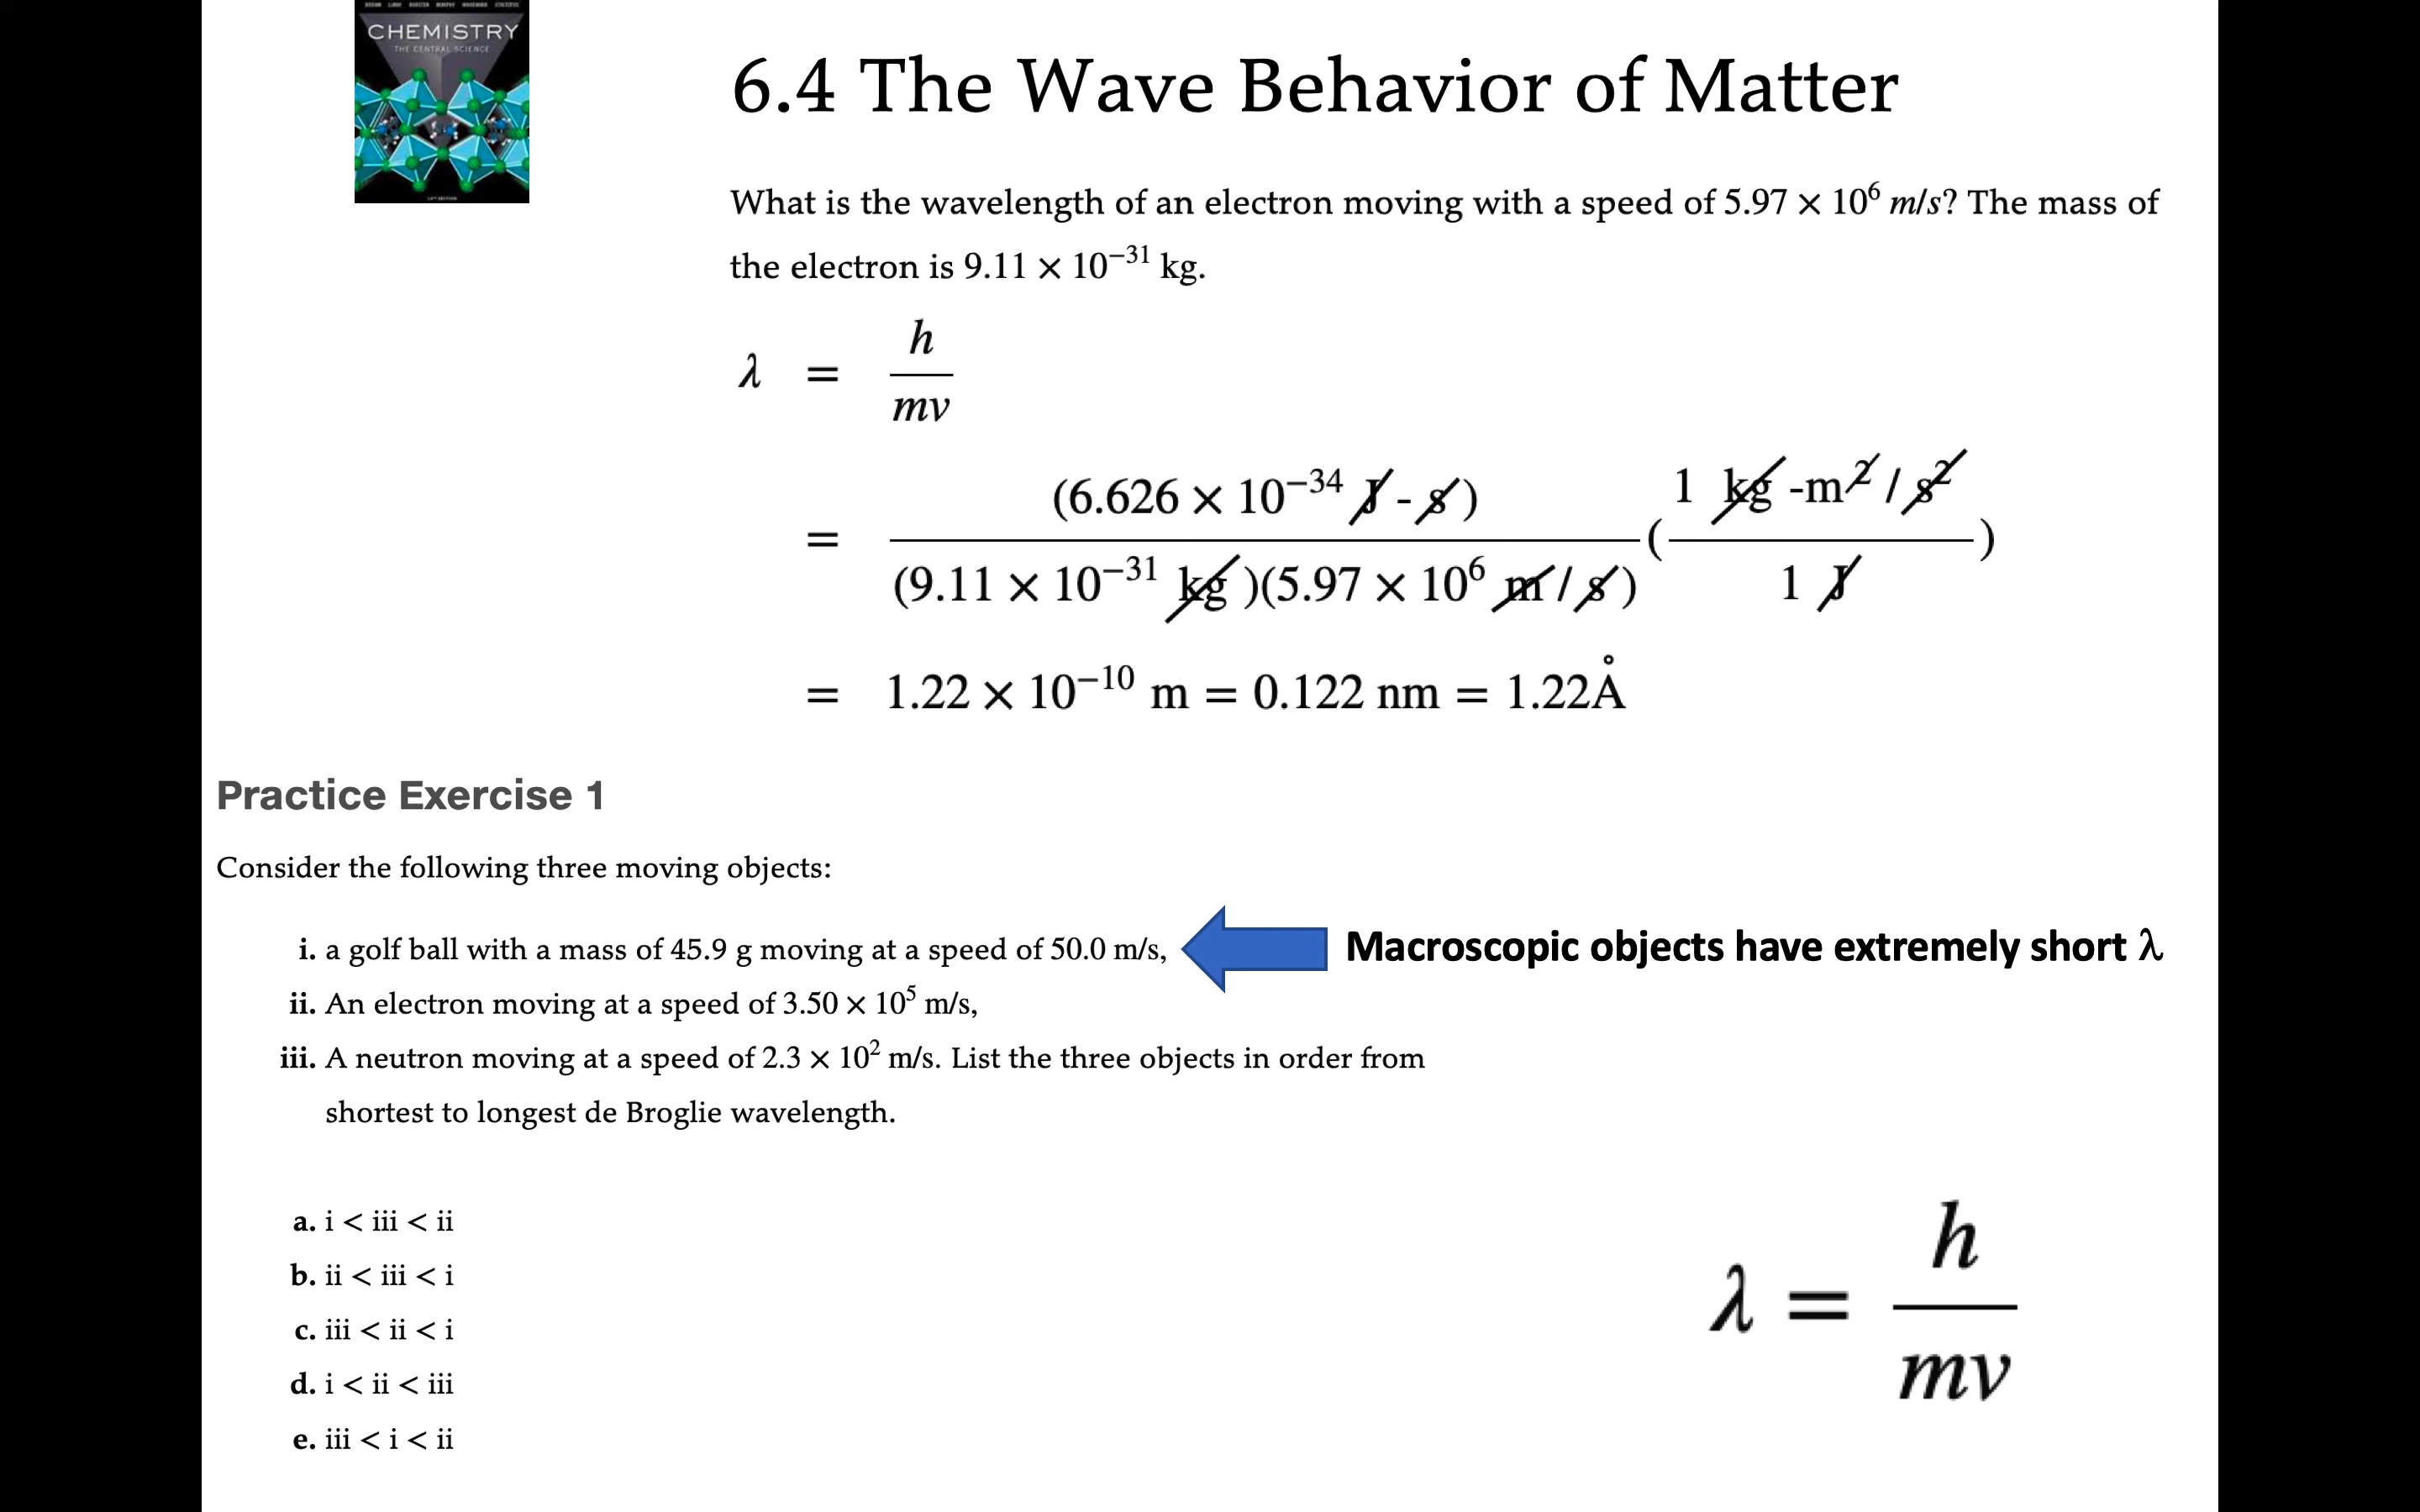 CHEMISTRY
THE CENTRAL SCIENCE
6.4 The Wave Behavior of Matter
What is the wavelength of an electron moving with a speed of 5.97 × 10⁶ m/s? The mass of
the electron is 9.11 × 10⁻³¹ kg.
λ = h / mv
= (6.626 × 10⁻³⁴ J-s) / (9.11 × 10⁻³¹ kg)(5.97 × 10⁶ m/s) (1 kg-m²/s² / 1 J)
= 1.22 × 10⁻¹⁰ m = 0.122 nm = 1.22Å
Practice Exercise 1
Consider the following three moving objects:
i. a golf ball with a mass of 45.9 g moving at a speed of 50.0 m/s,
Macroscopic objects have extremely short λ
ii. An electron moving at a speed of 3.50 × 10⁵ m/s,
iii. A neutron moving at a speed of 2.3 × 10² m/s. List the three objects in order from
shortest to longest de Broglie wavelength.
a. i < iii < ii
b. ii < iii < i
c. iii < ii < i
d. i < ii < iii
e. iii < i < ii
λ = h / mv